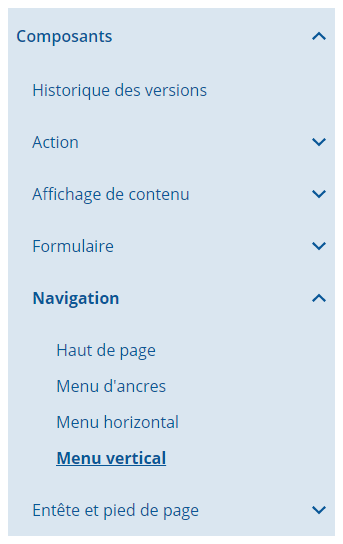 Composants
Historique des versions
Action
Affichage de contenu
Formulaire
Navigation
Haut de page
Menu d'ancres
Menu horizontal
Menu vertical
Entête et pied de page